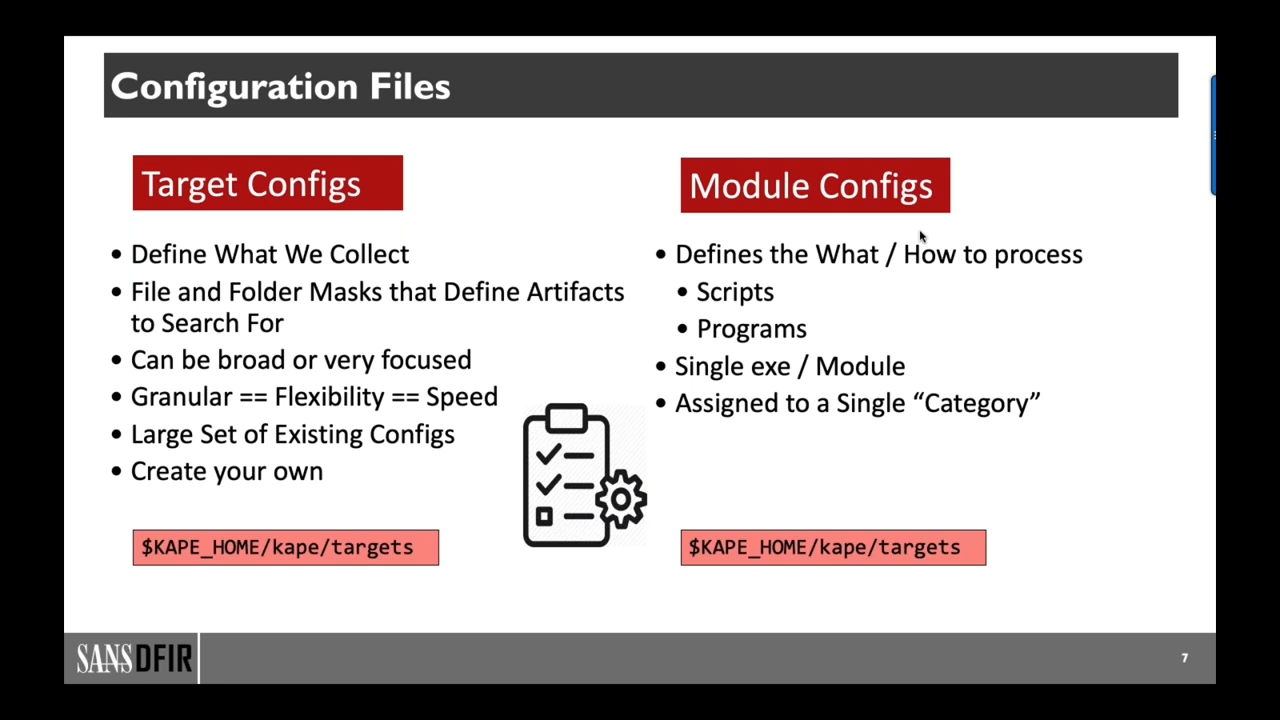 Configuration Files
Target Configs
• Define What We Collect
• File and Folder Masks that Define Artifacts
to Search For
• Can be broad or very focused
• Granular == Flexibility == Speed
• Large Set of Existing Configs
• Create your own
$KAPE_HOME/kape/targets
Module Configs
• Defines the What / How to process
• Scripts
• Programs
• Single exe / Module
• Assigned to a Single “Category”
$KAPE_HOME/kape/targets
SANS DFIR
7